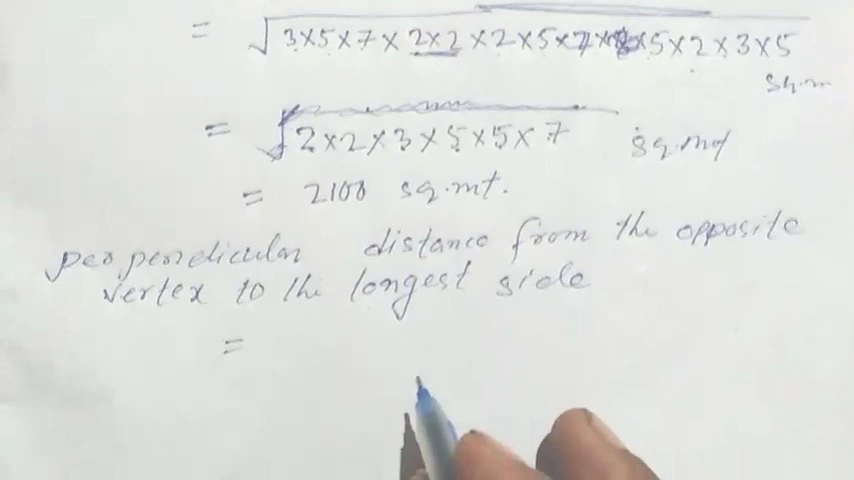 = √3×5×7×2×2×2×5×7×5×2×3×5
sq.m
= √2×2×3×5×5×7 sq.mt
= 2100 sq.mt.
perpendicular distance from the opposite
vertex to the longest side
=